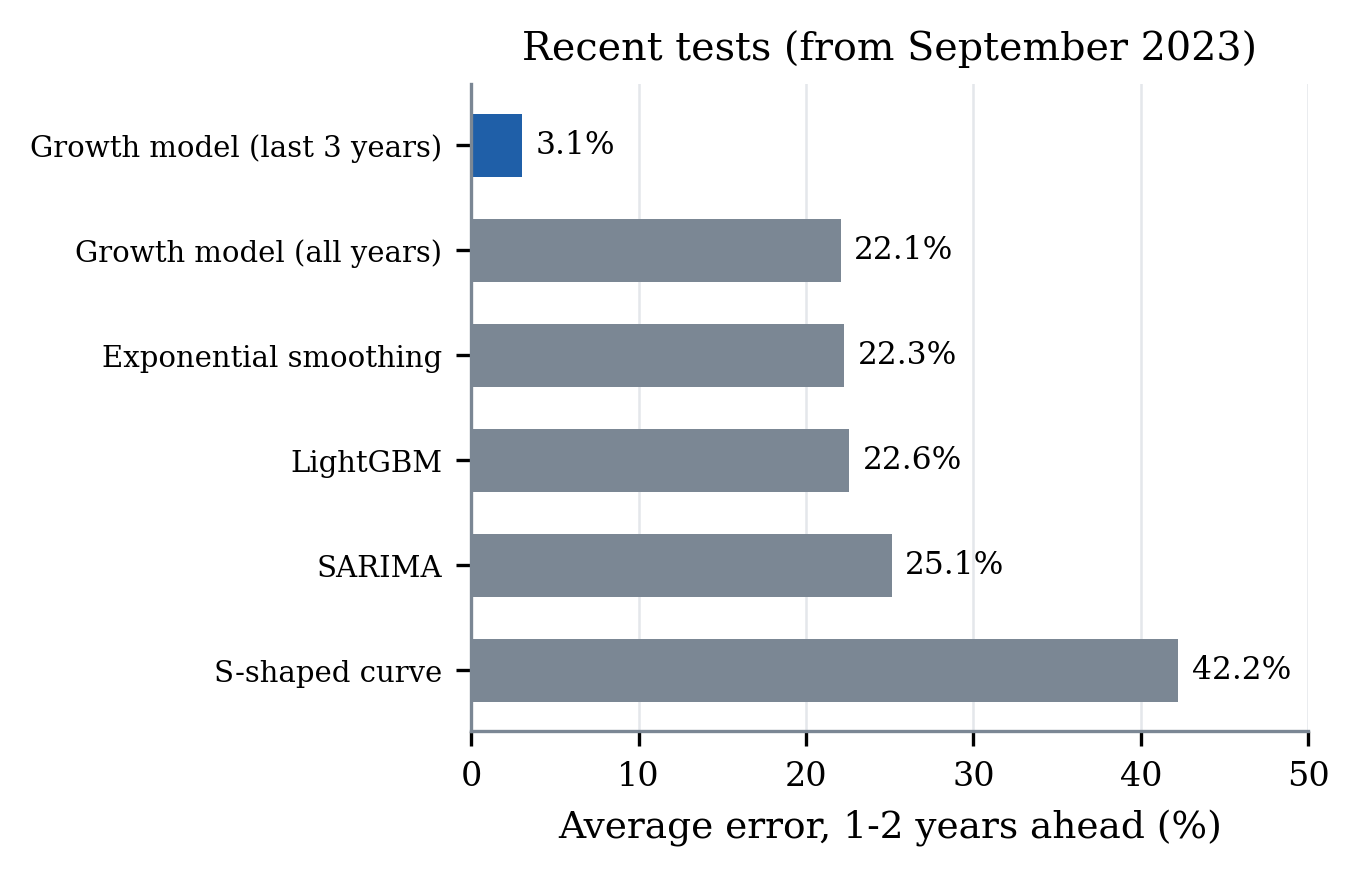 Recent tests (from September 2023)
Growth model (last 3 years)
3.1%
Growth model (all years)
22.1%
Exponential smoothing
22.3%
LightGBM
22.6%
SARIMA
25.1%
S-shaped curve
42.2%
0 10 20 30 40 50
Average error, 1-2 years ahead (%)